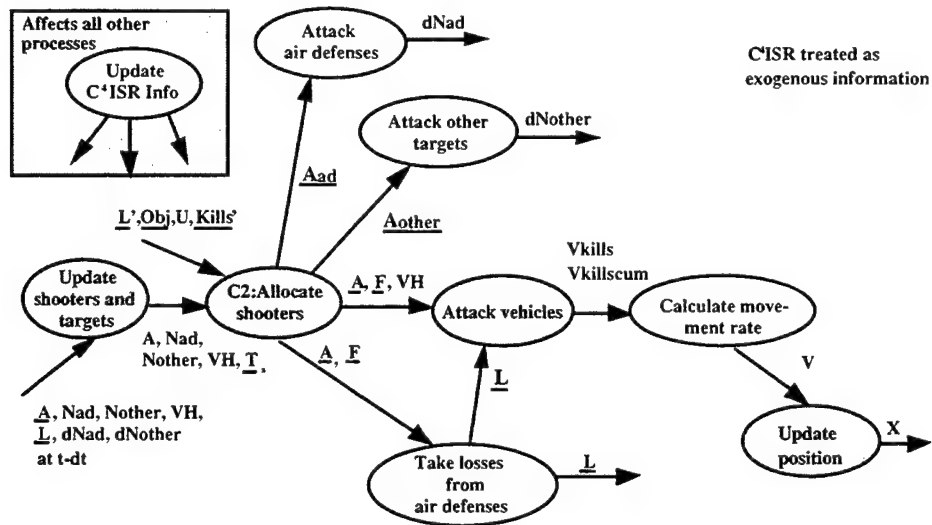 Affects all other
processes
Update
C⁴ISR Info
Attack
air defenses
dNad
C⁴ISR treated as
exogenous information
Attack other
targets
dNother
Aad
Aother
L', Obj, U, Kills'
Update
shooters and
targets
C2:Allocate
shooters
A, F, VH
Attack vehicles
Vkills
Vkillscum
Calculate move-
ment rate
A, Nad,
Nother, VH, T,
A, F
L
V
A, Nad, Nother, VH,
L, dNad, dNother
at t-dt
Take losses
from
air defenses
L
Update
position
X